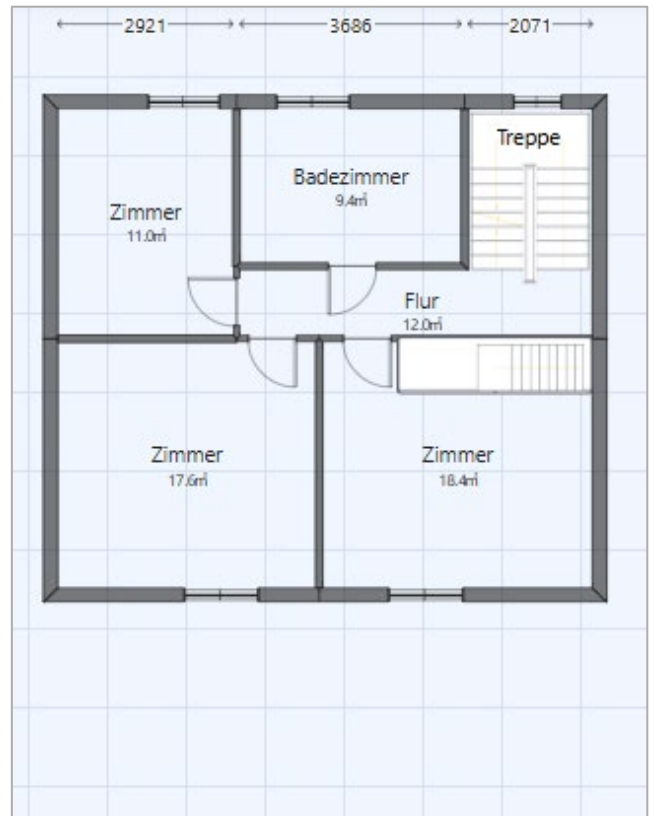 2921 3686 2071
Treppe
Badezimmer
9.4㎡
Zimmer
11.0㎡
Flur
12.0㎡
Zimmer
17.6㎡
Zimmer
18.4㎡